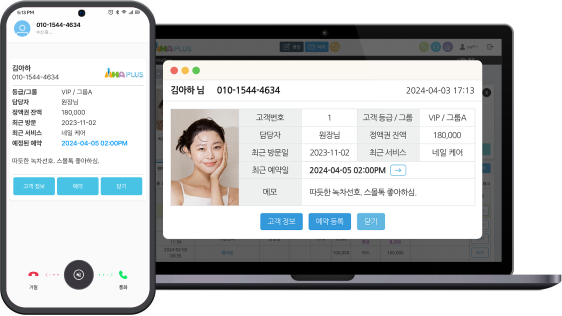 5:13 PM
010-1544-4634
김아하
010-1544-4634
AHA PLUS
등급/그룹 VIP / 그룹A
담당자 원장님
정액권 잔액 180,000
최근 방문 2023-11-02
최근 서비스 네일 케어
예정된 예약 2024-04-05 02:00PM
따듯한 녹차선호, 스몰톡 좋아하심.
고객 정보 예약 닫기
거절 통화
PLUS
김아하 님 010-1544-4634 2024-04-03 17:13
고객번호 1 고객 등급 / 그룹 VIP / 그룹A
담당자 원장님 정액권 잔액 180,000
최근 방문일 2023-11-02 최근 서비스 네일 케어
최근 예약일 2024-04-05 02:00PM →
메모 따듯한 녹차선호, 스몰톡 좋아하심.
고객 정보 예약 등록 닫기